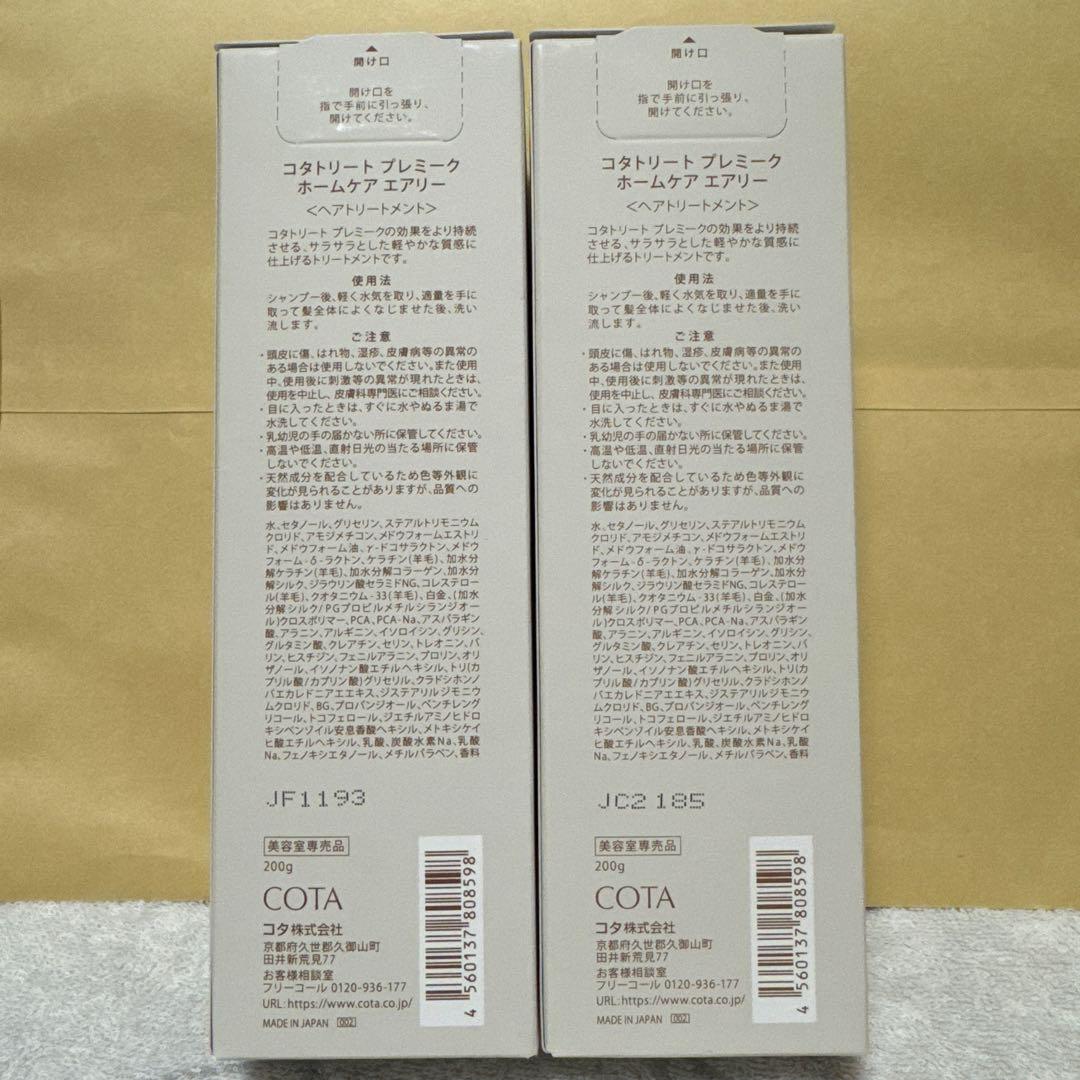 開け口
開け口を
指で手前に引っ張り、
開けてください。
コタトリート プレミーク
ホームケア エアリー
<ヘアトリートメント>
コタトリート プレミークの効果をより持続
させる、サラサラとした軽やかな質感に
仕上げるトリートメントです。
使用法
シャンプー後、軽く水気を取り、適量を手に
取って髪全体によくなじませた後、洗い
流します。
ご注意
・頭皮に傷、はれ物、湿疹、皮膚病等の異常の
ある場合は使用しないでください。また使用
中、使用後に刺激等の異常が現れたときは、
使用を中止し、皮膚科専門医にご相談ください。
・目に入ったときは、すぐに水やぬるま湯で
水洗してください。
・乳幼児の手の届かない所に保管してください。
・高温や低温、直射日光の当たる場所に保管
しないでください。
・天然成分を配合しているため色等外観に
変化が見られることがありますが、品質への
影響はありません。
水、セタノール、グリセリン、ステアルトリモニウム
クロリド、アモジメチコン、メドウフォームエストリ
ド、メドウフォーム油、γ-ドコサラクトン、メドウ
フォーム-δ-ラクトン、ケラチン(羊毛)、加水分
解ケラチン(羊毛)、加水分解コラーゲン、加水分
解シルク、ジラウリン酸セラミドNG、コレステロー
ル(羊毛)、クオタニウム-33(羊毛)、白金、(加水
分解シルク/PGプロピルメチルシランジオー
ル)クロスポリマー、PCA、PCA-Na、アスパラギン
酸、アラニン、アルギニン、イソロイシン、グリシン、
グルタミン酸、クレアチン、セリン、トレオニン、バ
リン、ヒスチジン、フェニルアラニン、プロリン、オリ
ザノール、イソノナン酸エチルヘキシル、トリ(カ
プリル酸/カプリン酸)グリセリル、クラドシホンノ
バエカレドニアエエキス、ジステアリルジモニウ
ムクロリド、BG、プロパンジオール、ペンチレング
リコール、トコフェロール、ジエチルアミノヒドロ
キシベンゾイル安息香酸ヘキシル、メトキシケイ
ヒ酸エチルヘキシル、乳酸、炭酸水素Na、乳酸
Na、フェノキシエタノール、メチルパラベン、香料
JF1193
美容室専売品
200g
COTA
コタ株式会社
京都府久世郡久御山町
田井新荒見77
お客様相談室
フリーコール 0120-936-177
URL:https://www.cota.co.jp/
MADE IN JAPAN 002
4 560137 808598
開け口
開け口を
指で手前に引っ張り、
開けてください。
コタトリート プレミーク
ホームケア エアリー
<ヘアトリートメント>
コタトリート プレミークの効果をより持続
させる、サラサラとした軽やかな質感に
仕上げるトリートメントです。
使用法
シャンプー後、軽く水気を取り、適量を手に
取って髪全体によくなじませた後、洗い
流します。
ご注意
・頭皮に傷、はれ物、湿疹、皮膚病等の異常の
ある場合は使用しないでください。また使用
中、使用後に刺激等の異常が現れたときは、
使用を中止し、皮膚科専門医にご相談ください。
・目に入ったときは、すぐに水やぬるま湯で
水洗してください。
・乳幼児の手の届かない所に保管してください。
・高温や低温、直射日光の当たる場所に保管
しないでください。
・天然成分を配合しているため色等外観に
変化が見られることがありますが、品質への
影響はありません。
水、セタノール、グリセリン、ステアルトリモニウム
クロリド、アモジメチコン、メドウフォームエストリ
ド、メドウフォーム油、γ-ドコサラクトン、メドウ
フォーム-δ-ラクトン、ケラチン(羊毛)、加水分
解ケラチン(羊毛)、加水分解コラーゲン、加水分
解シルク、ジラウリン酸セラミドNG、コレステロー
ル(羊毛)、クオタニウム-33(羊毛)、白金、(加水
分解シルク/PGプロピルメチルシランジオー
ル)クロスポリマー、PCA、PCA-Na、アスパラギン
酸、アラニン、アルギニン、イソロイシン、グリシン、
グルタミン酸、クレアチン、セリン、トレオニン、バ
リン、ヒスチジン、フェニルアラニン、プロリン、オリ
ザノール、イソノナン酸エチルヘキシル、トリ(カ
プリル酸/カプリン酸)グリセリル、クラドシホンノ
バエカレドニアエエキス、ジステアリルジモニウ
ムクロリド、BG、プロパンジオール、ペンチレング
リコール、トコフェロール、ジエチルアミノヒドロ
キシベンゾイル安息香酸ヘキシル、メトキシケイ
ヒ酸エチルヘキシル、乳酸、炭酸水素Na、乳酸
Na、フェノキシエタノール、メチルパラベン、香料
JC2185
美容室専売品
200g
COTA
コタ株式会社
京都府久世郡久御山町
田井新荒見77
お客様相談室
フリーコール 0120-936-177
URL:https://www.cota.co.jp/
MADE IN JAPAN 002
4 560137 808598